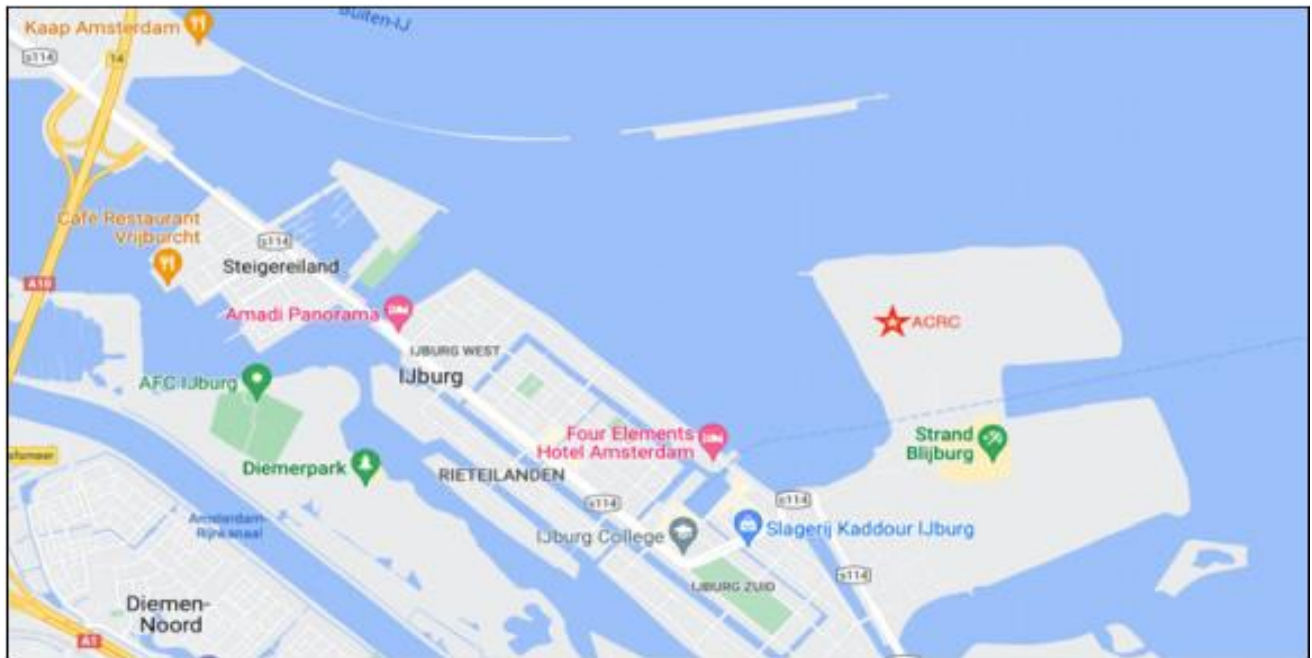 Buiten-IJ
Kaap Amsterdam
s114
14
Café Restaurant
Vrijburcht
s114
Steigereiland
A10
Amadi Panorama
ACRC
IJBURG WEST
IJburg
AFC IJburg
Four Elements
Hotel Amsterdam
Strand
Blijburg
Diemerpark
RIETEILANDEN
s114
s114
Amsterdam-
Rijnkanaal
IJburg College
Slagerij Kaddour IJburg
s114
IJBURG ZUID
Diemen-
Noord
A1